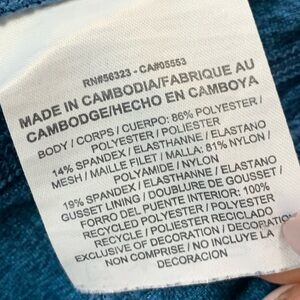 RN#56323 - CA#05553
MADE IN CAMBODIA/FABRIQUE AU
CAMBODGE/HECHO EN CAMBOYA
BODY / CORPS / CUERPO: 86% POLYESTER /
POLYESTER / POLIESTER
14% SPANDEX / ELASTHANNE / ELASTANO
MESH / MAILLE FILET / MALLA: 81% NYLON /
POLYAMIDE / NYLON
19% SPANDEX / ELASTHANNE / ELASTANO
GUSSET LINING / DOUBLURE DE GOUSSET /
FORRO DEL PUENTE INTERIOR: 100%
RECYCLED POLYESTER / POLYESTER
RECYCLE / POLIESTER RECICLADO
EXCLUSIVE OF DECORATION / DECORATION
NON COMPRISE / NO INCLUYE LA
DECORACION